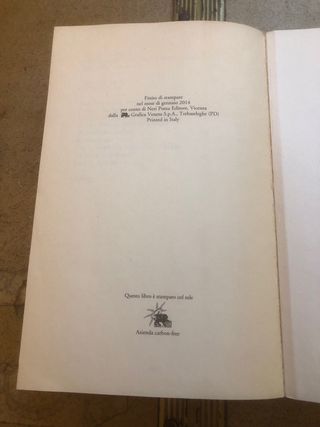 Finito di stampare
nel mese di gennaio 2014
per conto di Neri Pozza Editore, Vicenza
dalla Grafica Veneta S.p.A., Trebaseleghe (PD)
Printed in Italy
Questo libro è stampato col sole
Azienda carbon-free